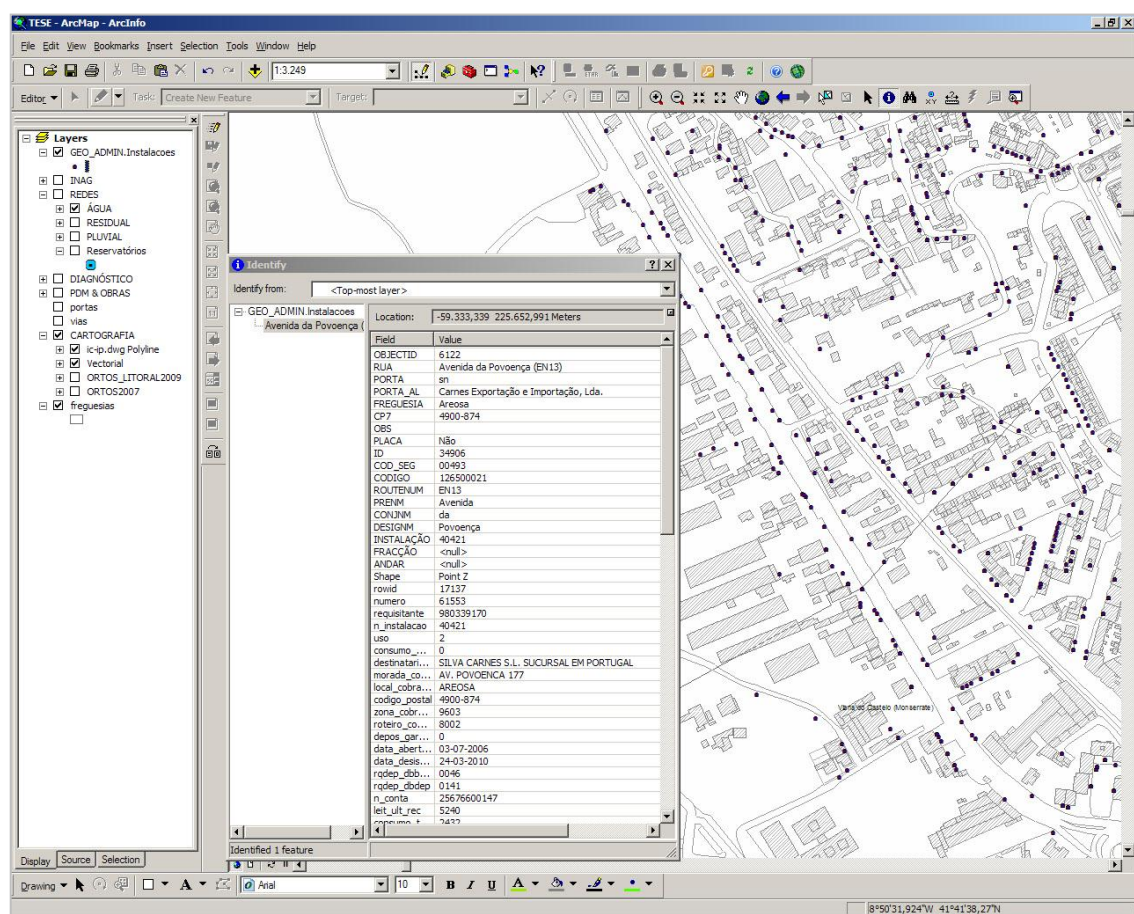 TESE - ArcMap - ArcInfo
File Edit View Bookmarks Insert Selection Tools Window Help
1:3.249
Editor Task: Create New Feature Target:
Layers
GEO_ADMIN.Instalacoes
INAG
REDES
ÁGUA
RESIDUAL
PLUVIAL
Reservatórios
DIAGNÓSTICO
PDM & OBRAS
portas
vias
CARTOGRAFIA
ic-ip.dwg Polyline
Vectorial
ORTOS_LITORAL2009
ORTOS2007
freguesias
Identify
Identify from: <Top-most layer>
GEO_ADMIN.Instalacoes
Avenida da Povoença (
Location: -59.333,339 225.652,991 Meters
Field Value
OBJECTID 6122
RUA Avenida da Povoença (EN13)
PORTA sn
PORTA_AL Carnes Exportação e Importação, Lda.
FREGUESIA Areosa
CP7 4900-874
OBS
PLACA Não
ID 34906
COD_SEG 00493
CODIGO 126500021
ROUTENUM EN13
PRENM Avenida
CONJNM da
DESIGNM Povoença
INSTALAÇÃO 40421
FRACÇÃO <null>
ANDAR <null>
Shape Point Z
rowid 17137
numero 61553
requisitante 980339170
n_instalacao 40421
uso 2
consumo_... 0
destinatari... SILVA CARNES S.L. SUCURSAL EM PORTUGAL
morada_co... AV. POVOENCA 177
local_cobra... AREOSA
codigo_postal 4900-874
zona_cobr... 9603
roteiro_co... 8002
depos_gar... 0
data_abert... 03-07-2006
data_desis... 24-03-2010
rqdep_dbb... 0046
rqdep_dbdep 0141
n_conta 25676600147
leit_ult_rec 5240
consumo_t... 2432
Identified 1 feature
Viana do Castelo (Monserrate)
Display Source Selection
Drawing A Arial 10 B I U A
8°50'31,924"W 41°41'38,27"N